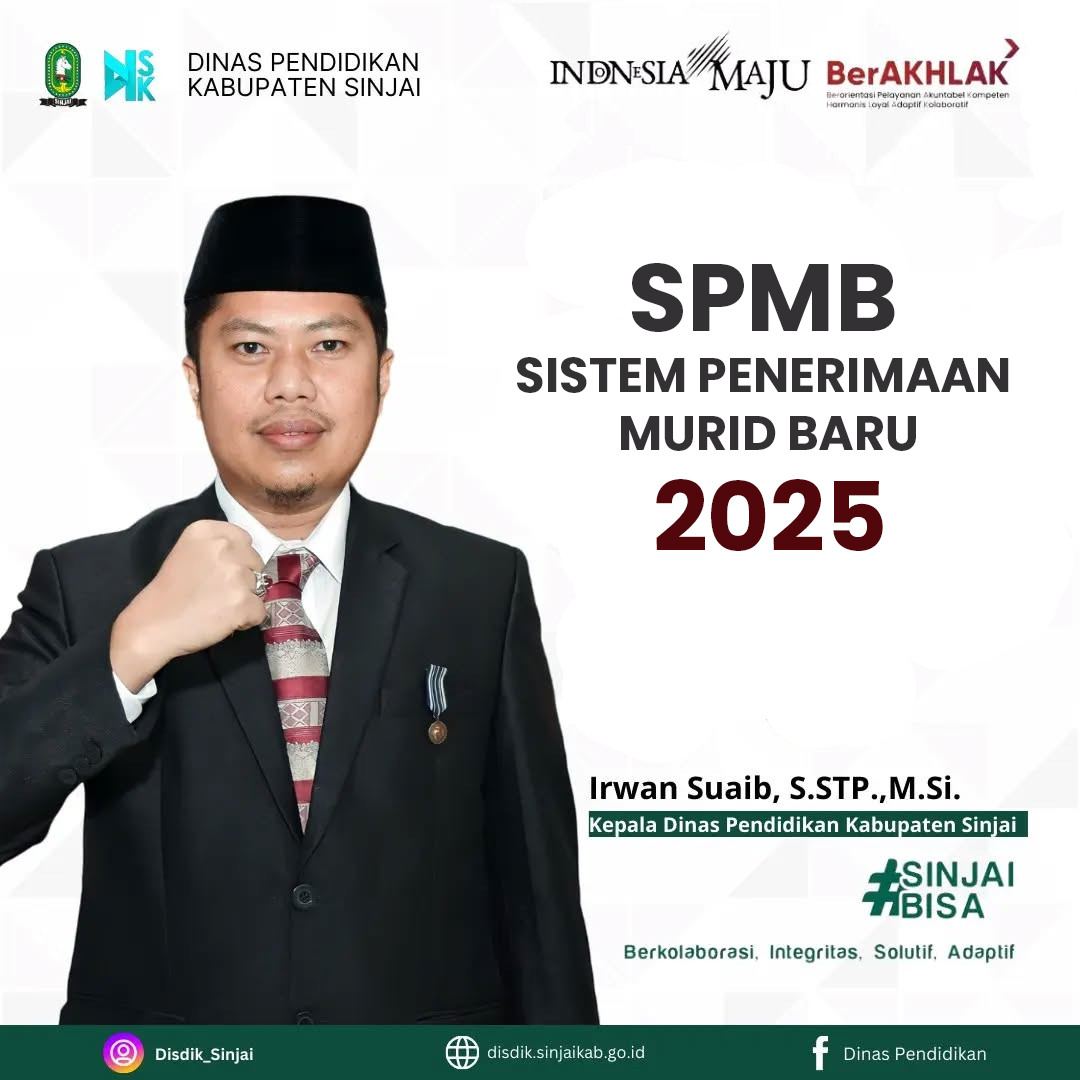 DINAS PENDIDIKAN
KABUPATEN SINJAI
SINJAI
INDONESIA MAJU
BerAKHLAK
Berorientasi Pelayanan Akuntabel Kompeten
Harmonis Loyal Adaptif Kolaboratif
SPMB
SISTEM PENERIMAAN
MURID BARU
2025
Irwan Suaib, S.STP.,M.Si.
Kepala Dinas Pendidikan Kabupaten Sinjai
#SINJAI
BISA
Berkolaborasi, Integritas, Solutif, Adaptif
Disdik_Sinjai
disdik.sinjaikab.go.id
Dinas Pendidikan